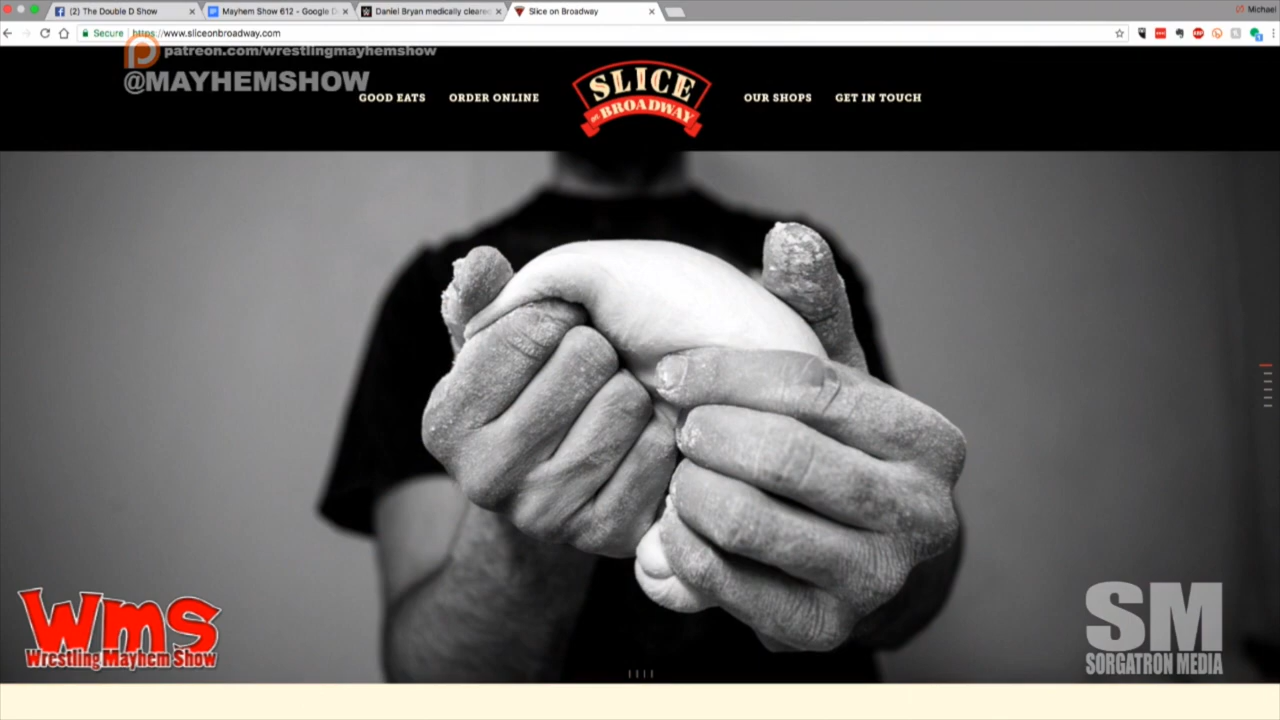 (2) The Double D Show
Mayhem Show 612 - Google D
Daniel Bryan medically cleared
Slice on Broadway
Michael
Secure https://www.sliceonbroadway.com
patreon.com/wrestlingmayhemshow
@MAYHEMSHOW
GOOD EATS
ORDER ONLINE
SLICE
on BROADWAY
OUR SHOPS
GET IN TOUCH
Wms
Wrestling Mayhem Show
SM
SORGATRON MEDIA